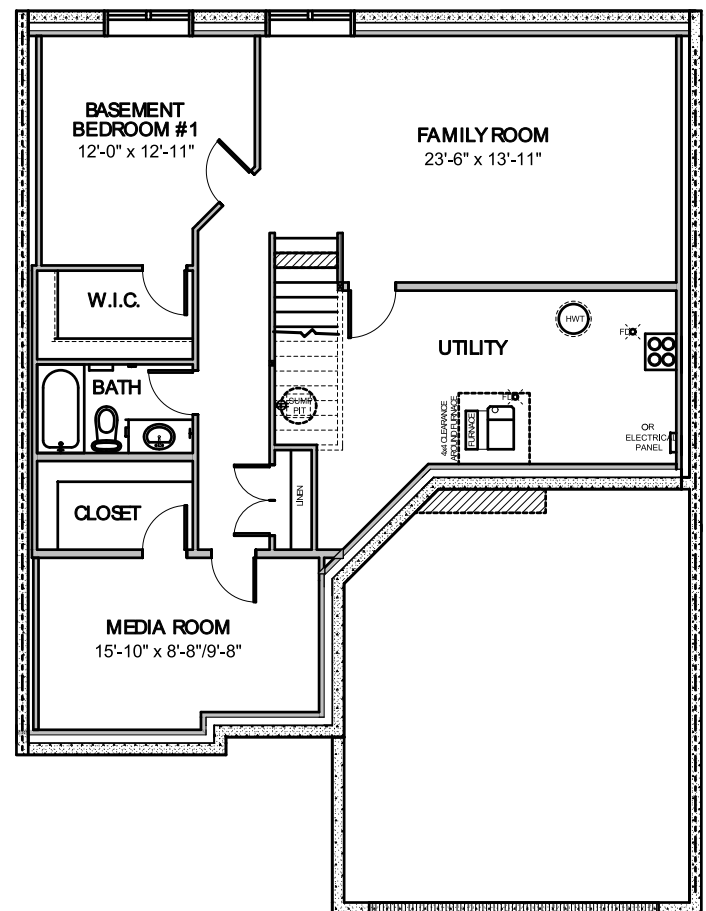 BASEMENT
BEDROOM #1
12'-0" x 12'-11"
FAMILY ROOM
23'-6" x 13'-11"
W.I.C.
HWT
FD
UTILITY
BATH
SUMP
PIT
FD
4x4 CLEARANCE
AROUND FURNACE
FURNACE
OR
ELECTRICAL
PANEL
LINEN
CLOSET
MEDIA ROOM
15'-10" x 8'-8"/9'-8"